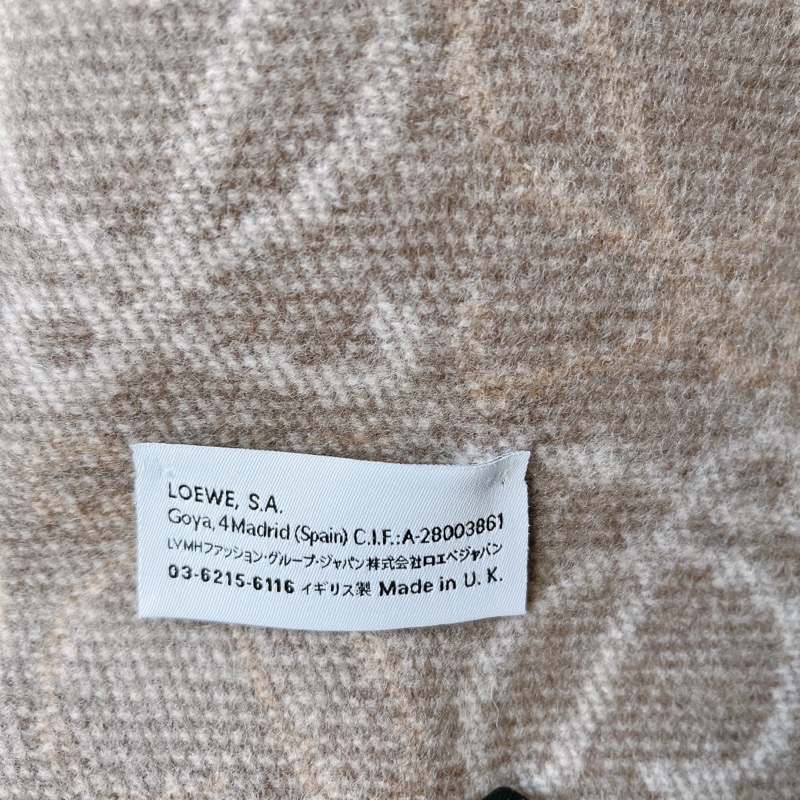 LOEWE, S.A.
Goya, 4 Madrid (Spain) C.I.F.:A-28003861
LVMHファッション・グループ・ジャパン株式会社ロエベジャパン
03-6215-6116 イギリス製 Made in U. K.